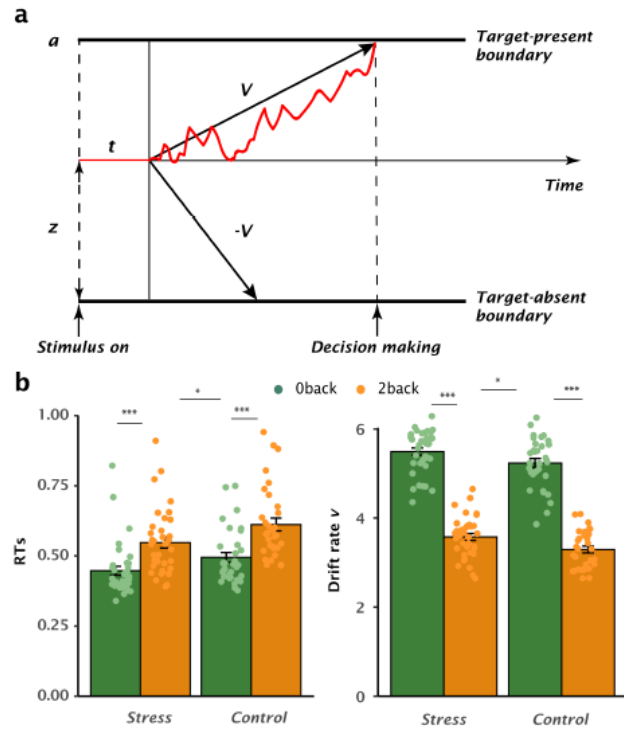 a
a
Target-present
boundary
V
t
Time
z
-V
Target-absent
boundary
Stimulus on
Decision making
b
0back
2back
***
+
***
***
*
***
1.00
0.75
0.50
0.25
0.00
RTs
Stress
Control
6
4
2
0
Drift rate v
Stress
Control